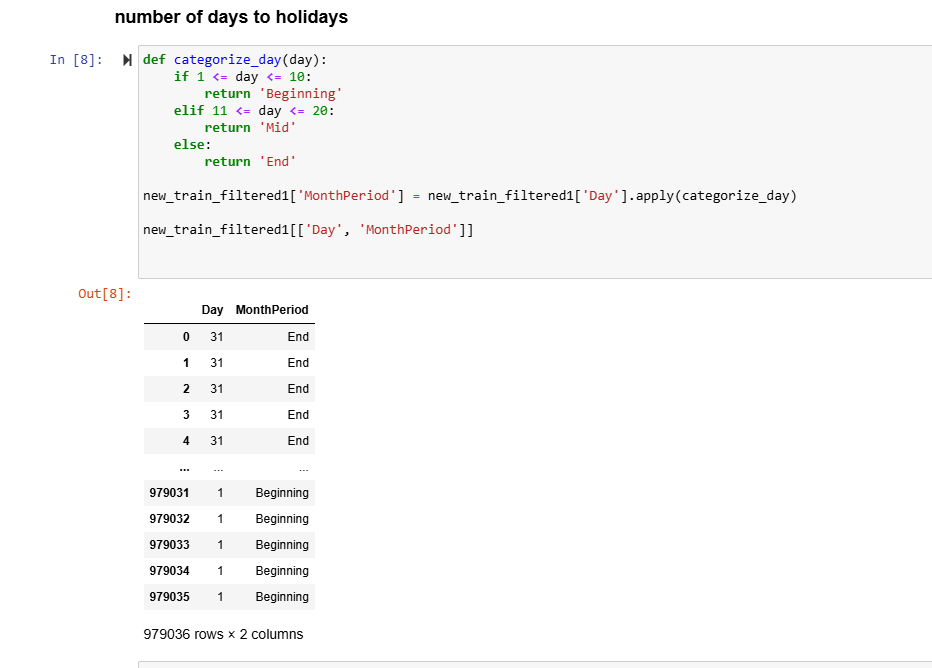 number of days to holidays
In [8]:
def categorize_day(day):
    if 1 <= day <= 10:
        return 'Beginning'
    elif 11 <= day <= 20:
        return 'Mid'
    else:
        return 'End'
new_train_filtered1['MonthPeriod'] = new_train_filtered1['Day'].apply(categorize_day)
new_train_filtered1[['Day', 'MonthPeriod']]
Out[8]:
Day MonthPeriod
0 31 End
1 31 End
2 31 End
3 31 End
4 31 End
... ... ...
979031 1 Beginning
979032 1 Beginning
979033 1 Beginning
979034 1 Beginning
979035 1 Beginning
979036 rows × 2 columns